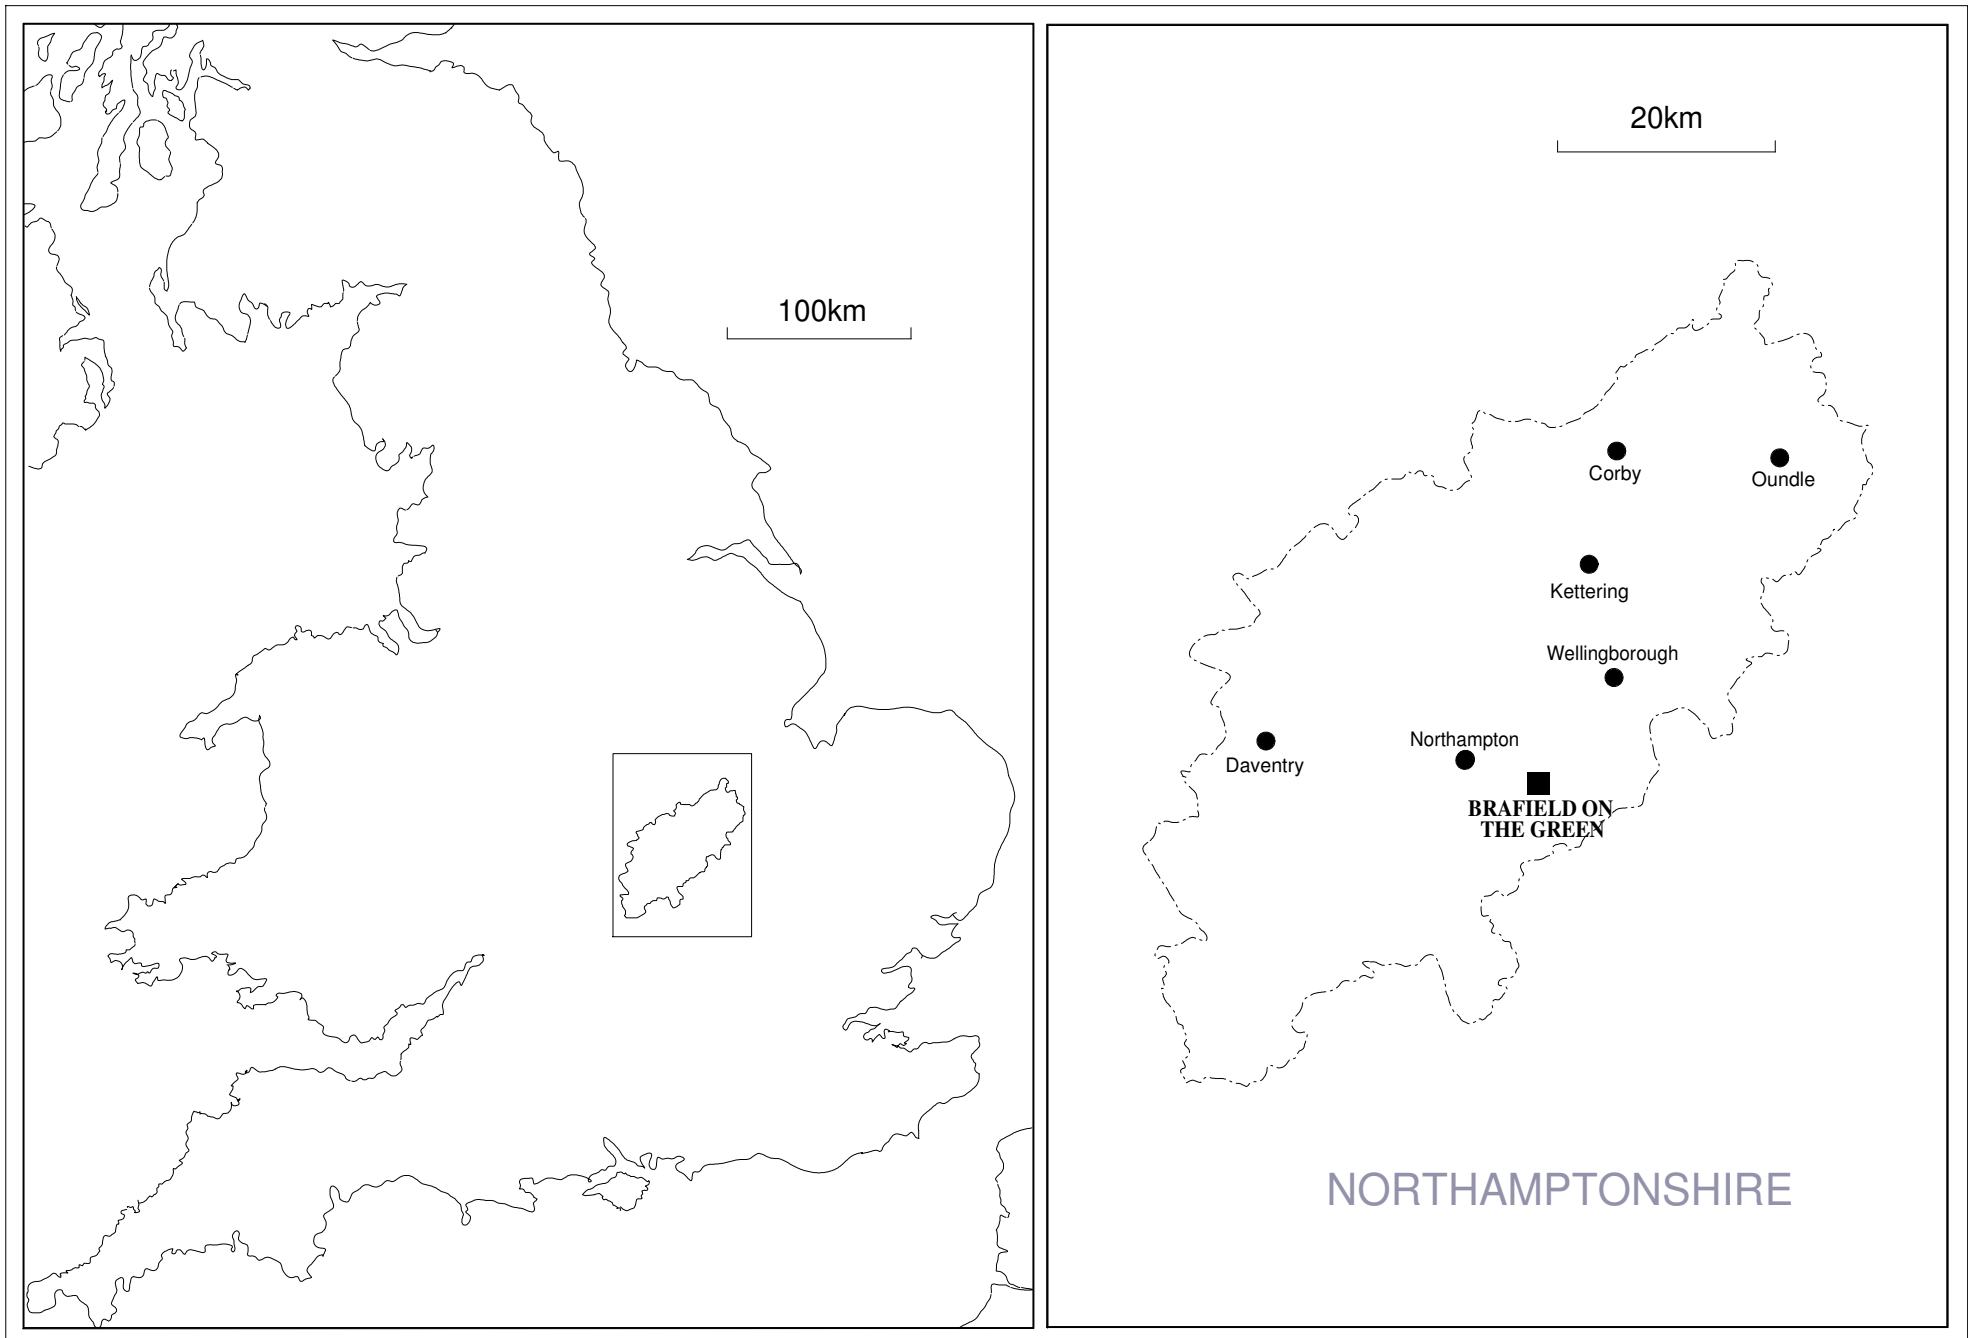 100km
20km
Corby
Oundle
Kettering
Wellingborough
Northampton
Daventry
BRAFIELD ON
THE GREEN
NORTHAMPTONSHIRE